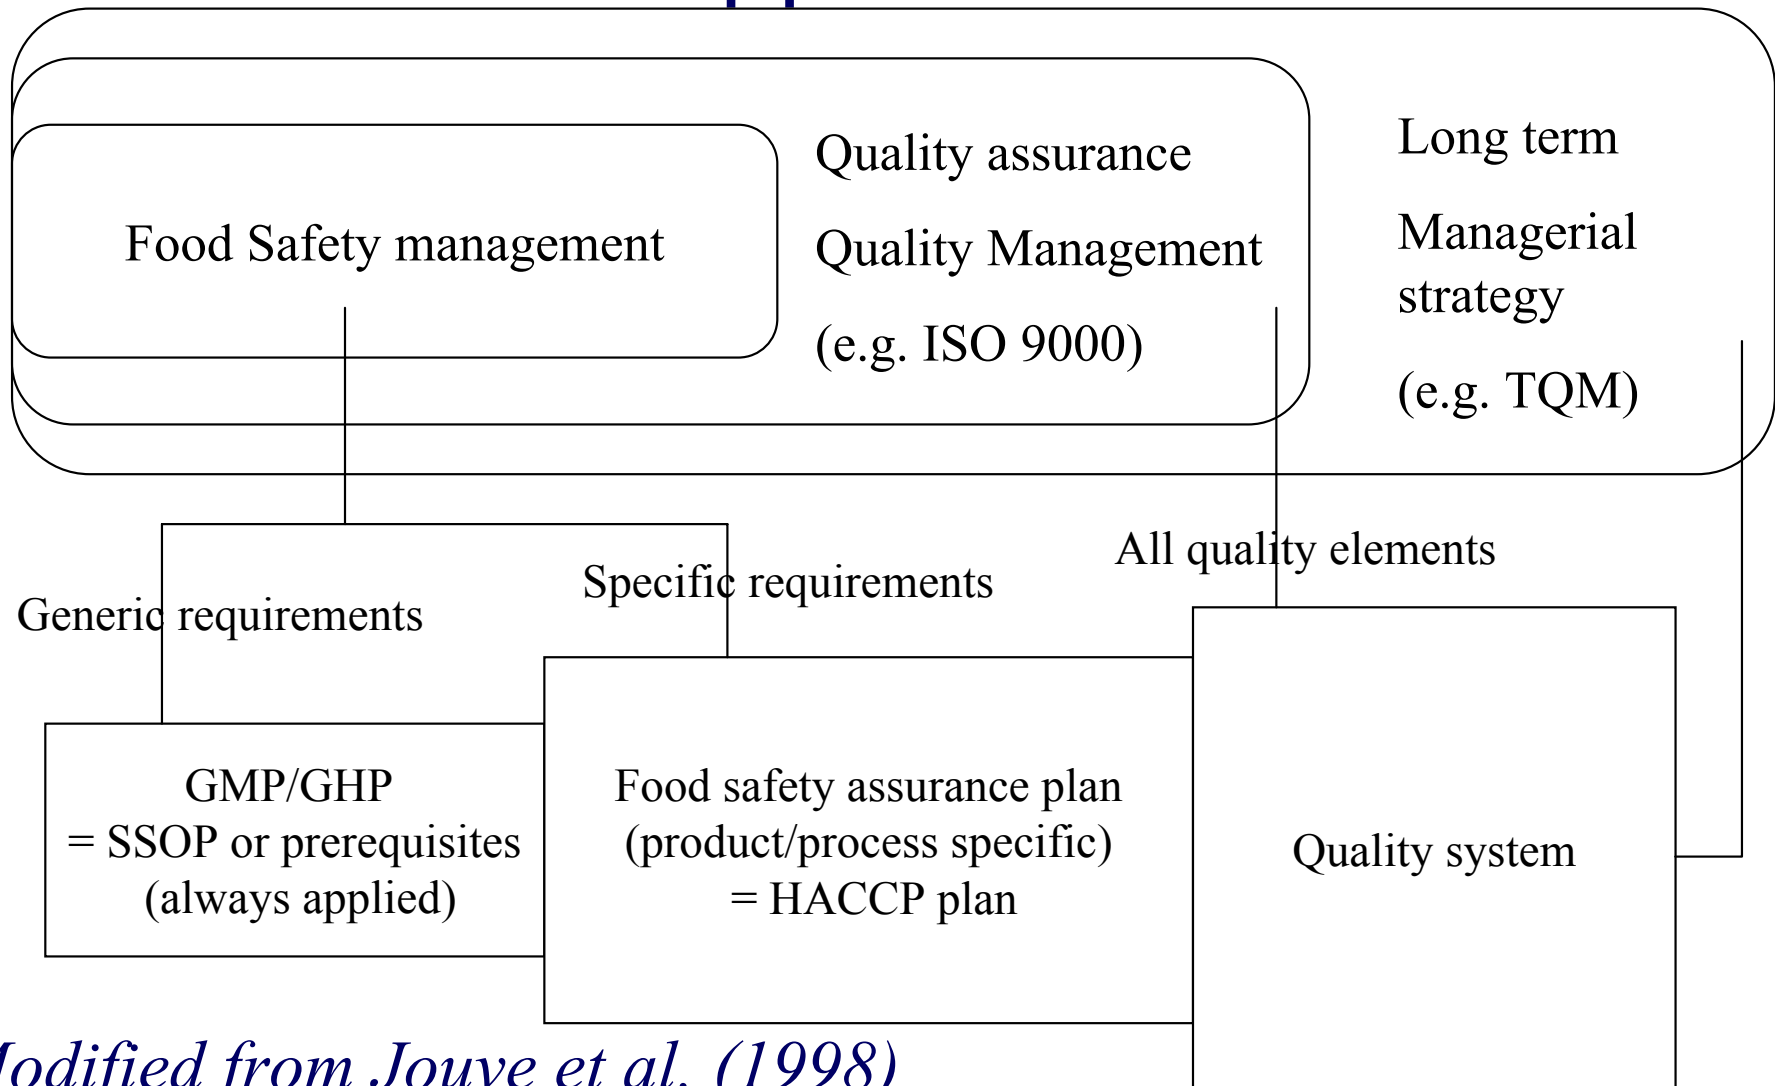 Food Safety management
Quality assurance
Quality Management
(e.g. ISO 9000)
Long term
Managerial
strategy
(e.g. TQM)
Generic requirements
Specific requirements
All quality elements
GMP/GHP
= SSOP or prerequisites
(always applied)
Food safety assurance plan
(product/process specific)
= HACCP plan
Quality system
Modified from Jouve et al. (1998)